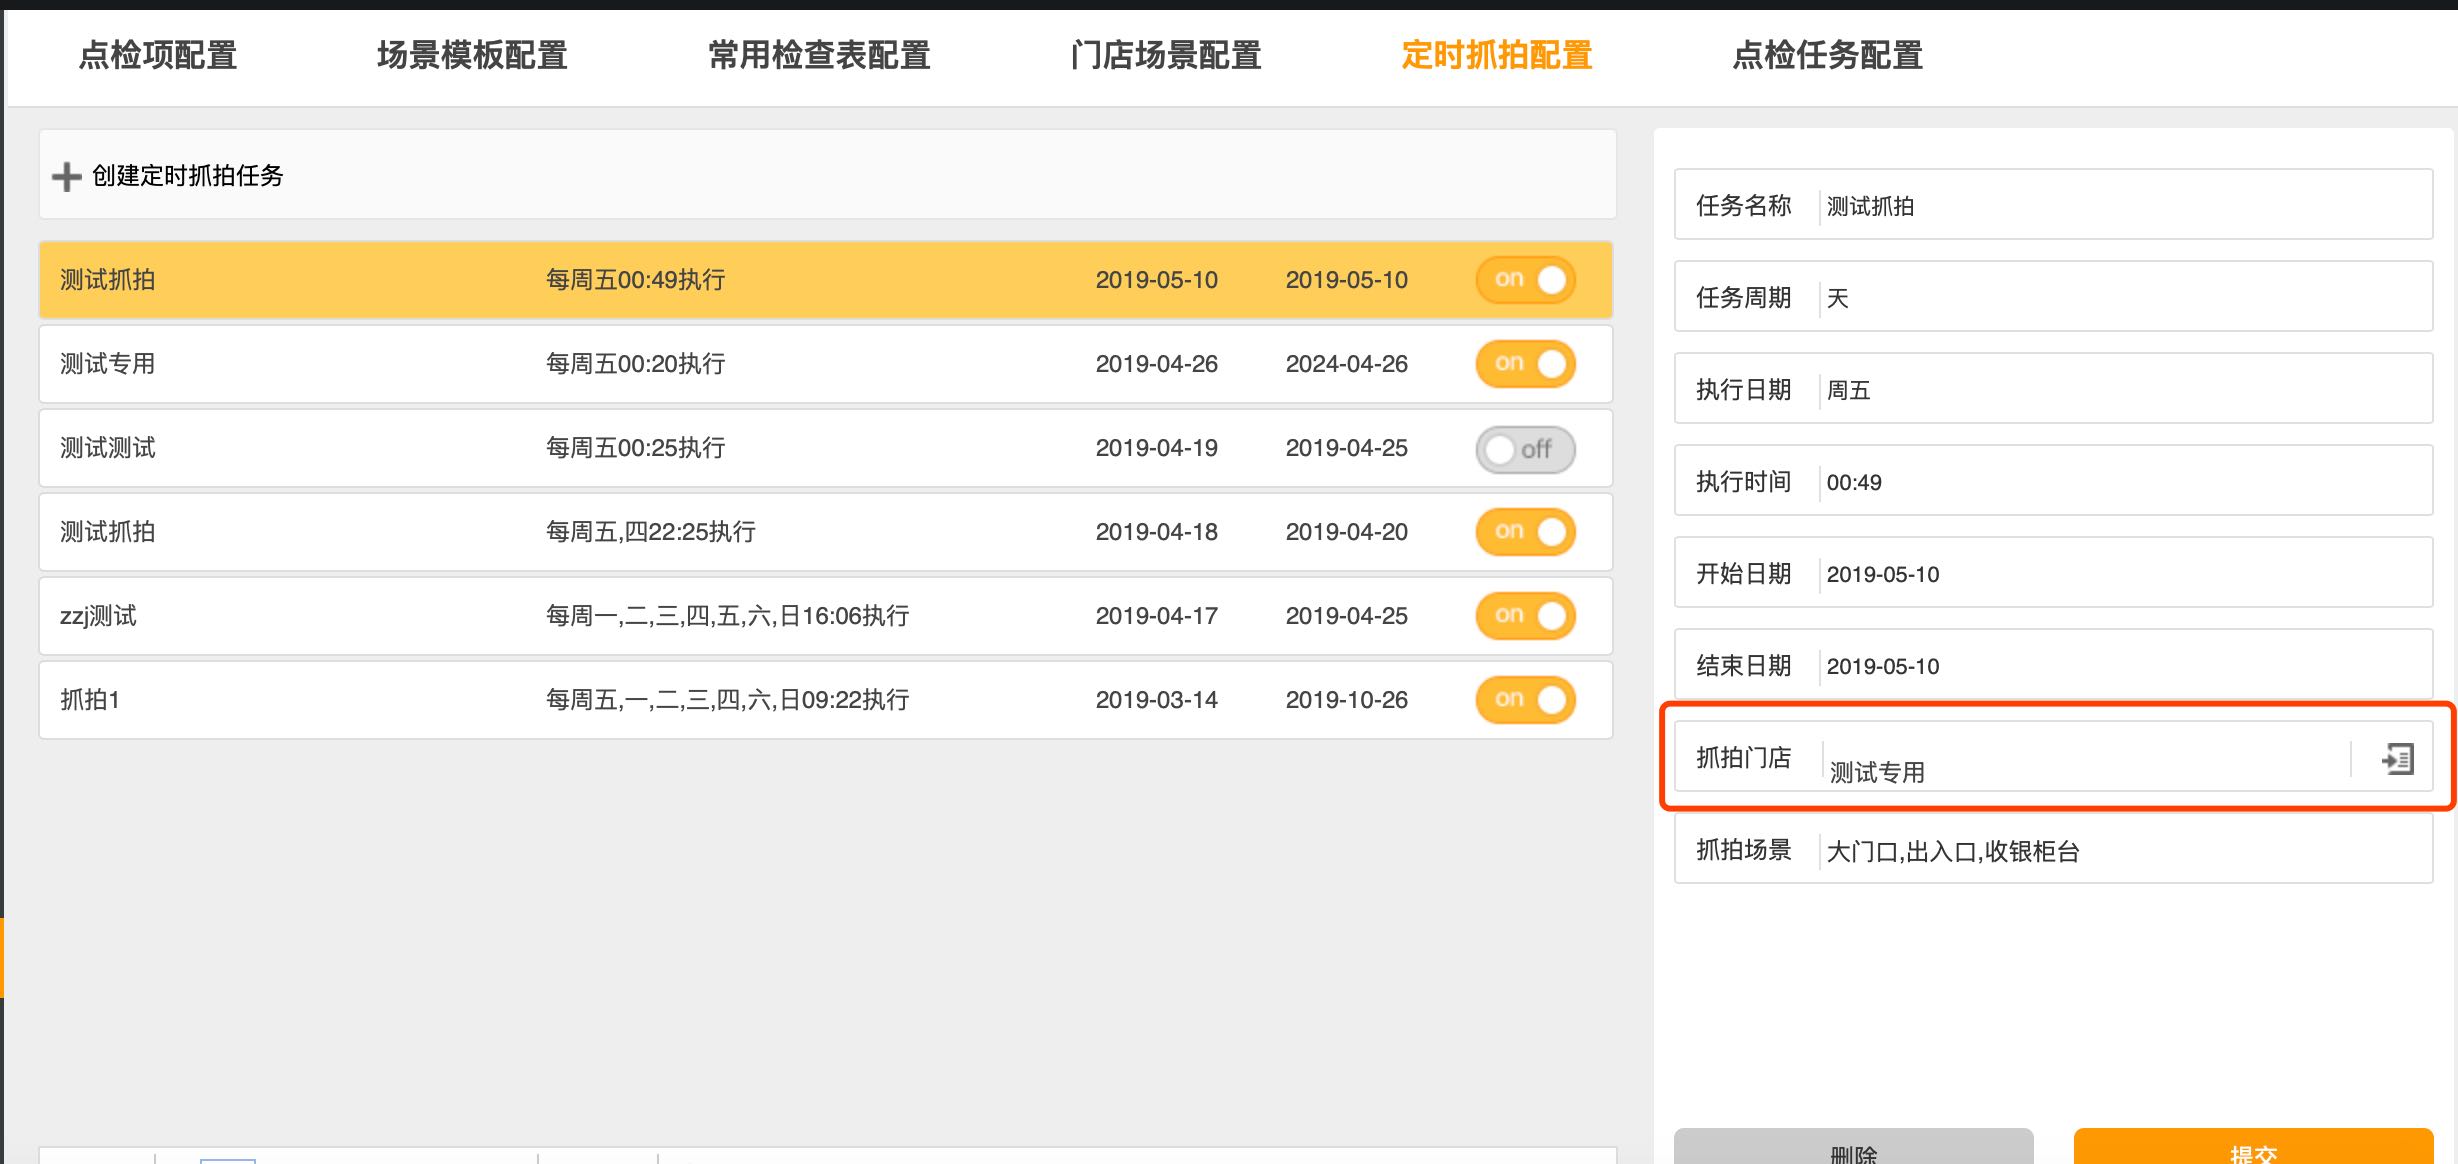 点检项配置 场景模板配置 常用检查表配置 门店场景配置 定时抓拍配置 点检任务配置
创建定时抓拍任务
测试抓拍 每周五00:49执行 2019-05-10 2019-05-10 on
测试专用 每周五00:20执行 2019-04-26 2024-04-26 on
测试测试 每周五00:25执行 2019-04-19 2019-04-25 off
测试抓拍 每周五,四22:25执行 2019-04-18 2019-04-20 on
zzj测试 每周一,二,三,四,五,六,日16:06执行 2019-04-17 2019-04-25 on
抓拍1 每周五,一,二,三,四,六,日09:22执行 2019-03-14 2019-10-26 on
任务名称 测试抓拍
任务周期 天
执行日期 周五
执行时间 00:49
开始日期 2019-05-10
结束日期 2019-05-10
抓拍门店 测试专用
抓拍场景 大门口,出入口,收银柜台
删除 提交